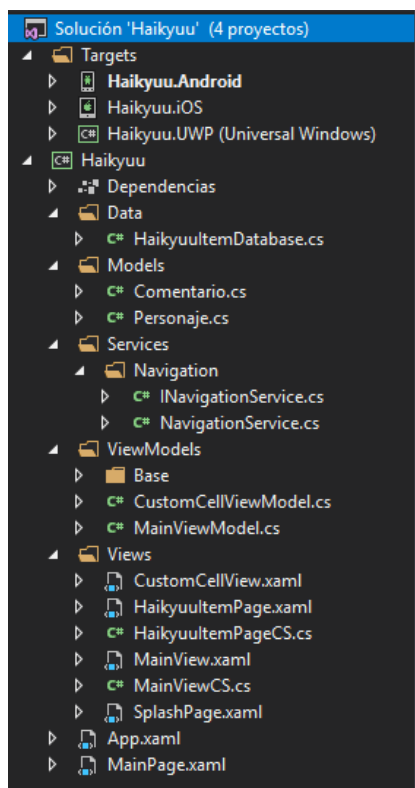 Solución 'Haikyuu' (4 proyectos)
Targets
Haikyuu.Android
Haikyuu.iOS
C# Haikyuu.UWP (Universal Windows)
C# Haikyuu
Dependencias
Data
C# HaikyuuItemDatabase.cs
Models
C# Comentario.cs
C# Personaje.cs
Services
Navigation
C# INavigationService.cs
C# NavigationService.cs
ViewModels
Base
C# CustomCellViewModel.cs
C# MainViewModel.cs
Views
CustomCellView.xaml
HaikyuuItemPage.xaml
C# HaikyuuItemPageCS.cs
MainView.xaml
C# MainViewCS.cs
SplashPage.xaml
App.xaml
MainPage.xaml